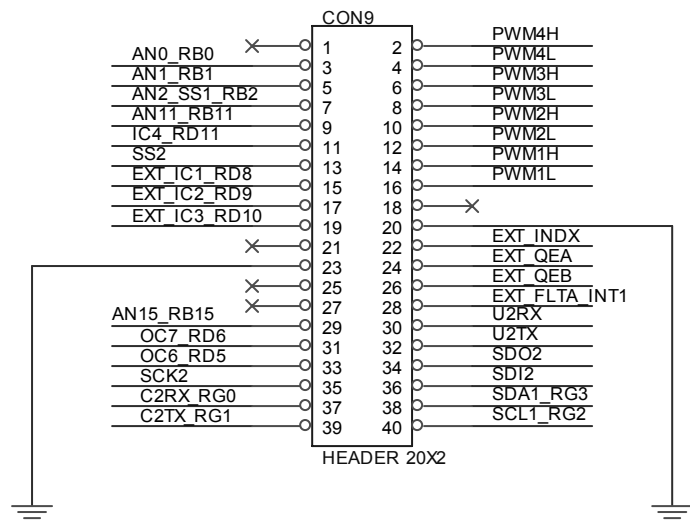 CON9
1 2 PWM4H
AN0_RB0 3 4 PWM4L
AN1_RB1 5 6 PWM3H
AN2_SS1_RB2 7 8 PWM3L
AN11_RB11 9 10 PWM2H
IC4_RD11 11 12 PWM2L
SS2 13 14 PWM1H
EXT_IC1_RD8 15 16 PWM1L
EXT_IC2_RD9 17 18
EXT_IC3_RD10 19 20
21 22 EXT_INDX
23 24 EXT_QEA
25 26 EXT_QEB
27 28 EXT_FLTA_INT1
AN15_RB15 29 30 U2RX
OC7_RD6 31 32 U2TX
OC6_RD5 33 34 SDO2
SCK2 35 36 SDI2
C2RX_RG0 37 38 SDA1_RG3
C2TX_RG1 39 40 SCL1_RG2
HEADER 20X2